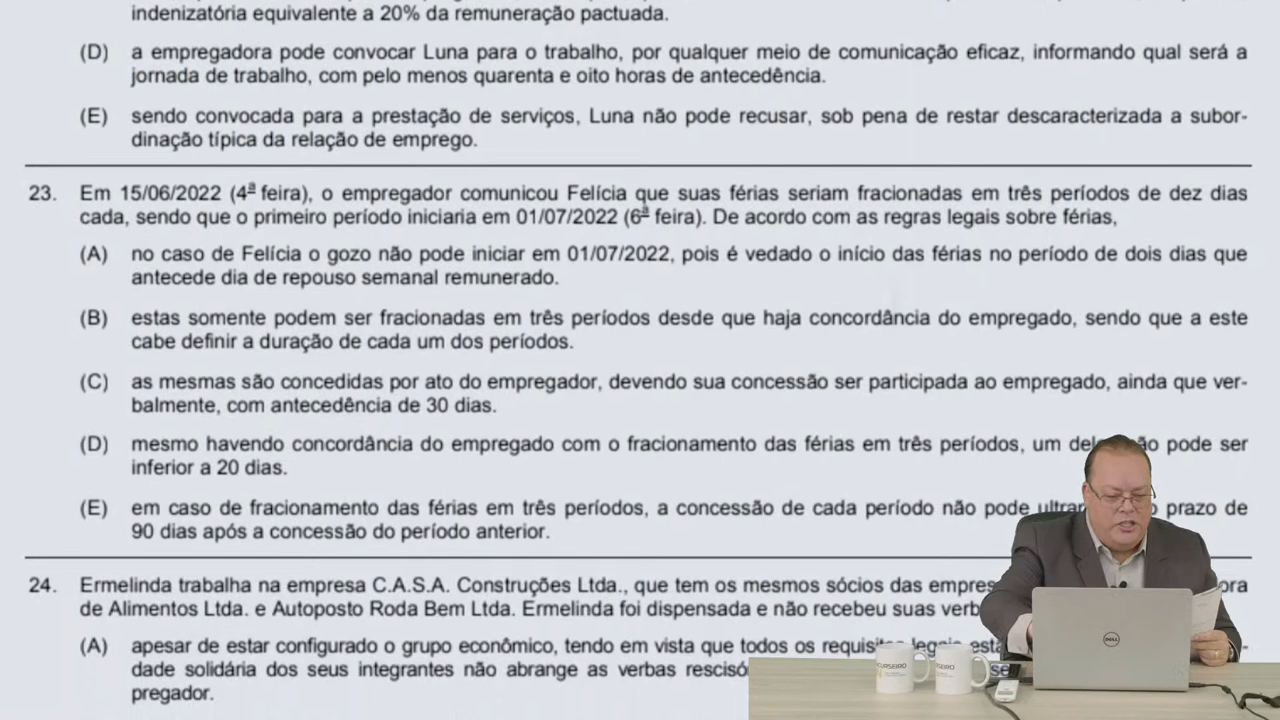 indenizatória equivalente a 20% da remuneração pactuada.
(D) a empregadora pode convocar Luna para o trabalho, por qualquer meio de comunicação eficaz, informando qual será a
jornada de trabalho, com pelo menos quarenta e oito horas de antecedência.
(E) sendo convocada para a prestação de serviços, Luna não pode recusar, sob pena de restar descaracterizada a subor-
dinação típica da relação de emprego.
23. Em 15/06/2022 (4ª feira), o empregador comunicou Felícia que suas férias seriam fracionadas em três períodos de dez dias
cada, sendo que o primeiro período iniciaria em 01/07/2022 (6ª feira). De acordo com as regras legais sobre férias,
(A) no caso de Felícia o gozo não pode iniciar em 01/07/2022, pois é vedado o início das férias no período de dois dias que
antecede dia de repouso semanal remunerado.
(B) estas somente podem ser fracionadas em três períodos desde que haja concordância do empregado, sendo que a este
cabe definir a duração de cada um dos períodos.
(C) as mesmas são concedidas por ato do empregador, devendo sua concessão ser participada ao empregado, ainda que ver-
balmente, com antecedência de 30 dias.
(D) mesmo havendo concordância do empregado com o fracionamento das férias em três períodos, um pode ser
inferior a 20 dias.
(E) em caso de fracionamento das férias em três períodos, a concessão de cada período não pode prazo de
90 dias após a concessão do período anterior.
24. Ermelinda trabalha na empresa C.A.S.A. Construções Ltda., que tem os mesmos sócios das
de Alimentos Ltda. e Autoposto Roda Bem Ltda. Ermelinda foi dispensada e não recebeu suas
(A) apesar de estar configurado o grupo econômico, tendo em vista que todos os
dade solidária dos seus integrantes não abrange as verbas
pregador.
DELL